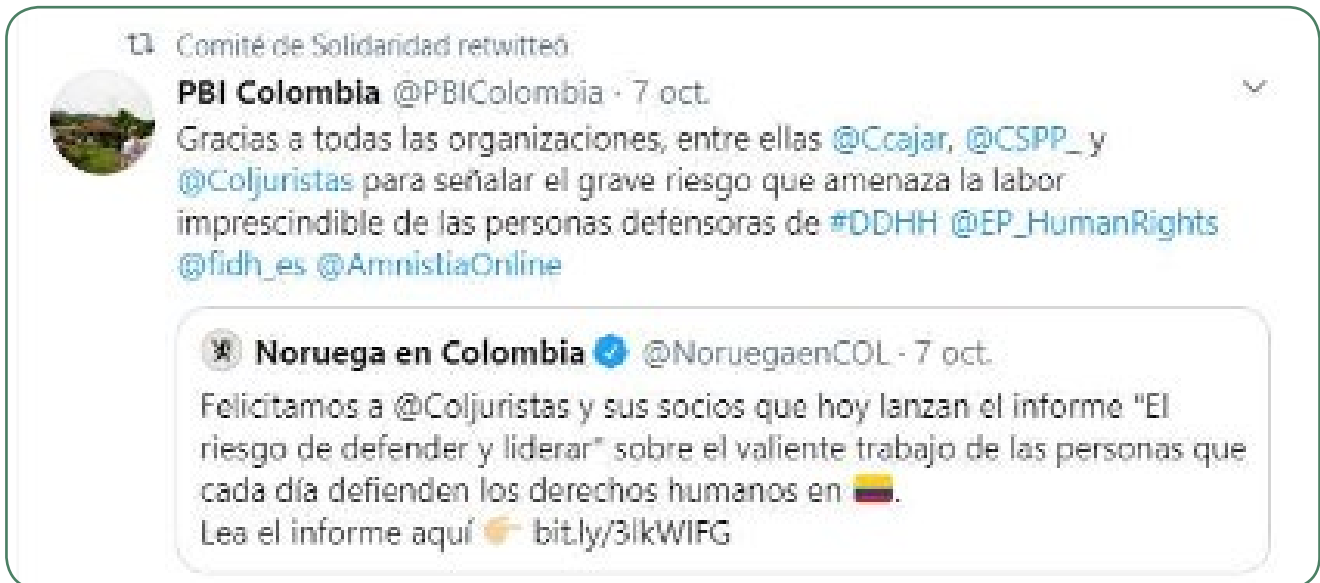 Comité de Solidaridad retwitteó
PBI Colombia @PBIColombia · 7 oct.
Gracias a todas las organizaciones, entre ellas @Ccajar, @CSPP_ y
@Coljuristas para señalar el grave riesgo que amenaza la labor
imprescindible de las personas defensoras de #DDHH @EP_HumanRights
@fidh_es @AmnistiaOnline
Noruega en Colombia @NoruegaenCOL · 7 oct.
Felicitamos a @Coljuristas y sus socios que hoy lanzan el informe "El
riesgo de defender y liderar" sobre el valiente trabajo de las personas que
cada día defienden los derechos humanos en 🇨🇴.
Lea el informe aquí 👉🏼 bit.ly/3lkWIFG